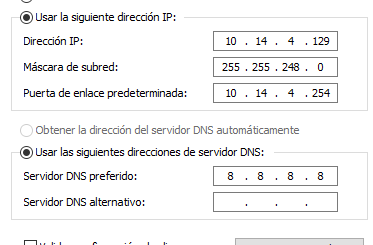 Usar la siguiente dirección IP:
Dirección IP: 10 . 14 . 4 . 129
Máscara de subred: 255 . 255 . 248 . 0
Puerta de enlace predeterminada: 10 . 14 . 4 . 254
Obtener la dirección del servidor DNS automáticamente
Usar las siguientes direcciones de servidor DNS:
Servidor DNS preferido: 8 . 8 . 8 . 8
Servidor DNS alternativo: . . .